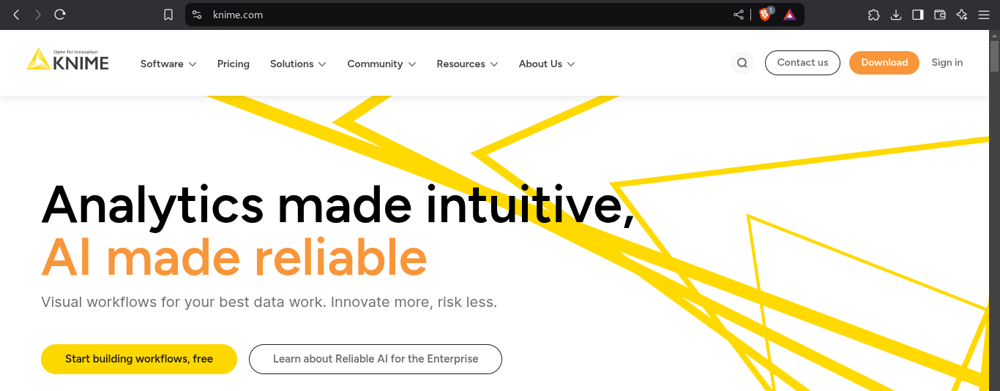 knime.com
5
Open for Innovation
KNIME
Software
Pricing
Solutions
Community
Resources
About Us
Contact us
Download
Sign in
Analytics made intuitive,
AI made reliable
Visual workflows for your best data work. Innovate more, risk less.
Start building workflows, free
Learn about Reliable AI for the Enterprise